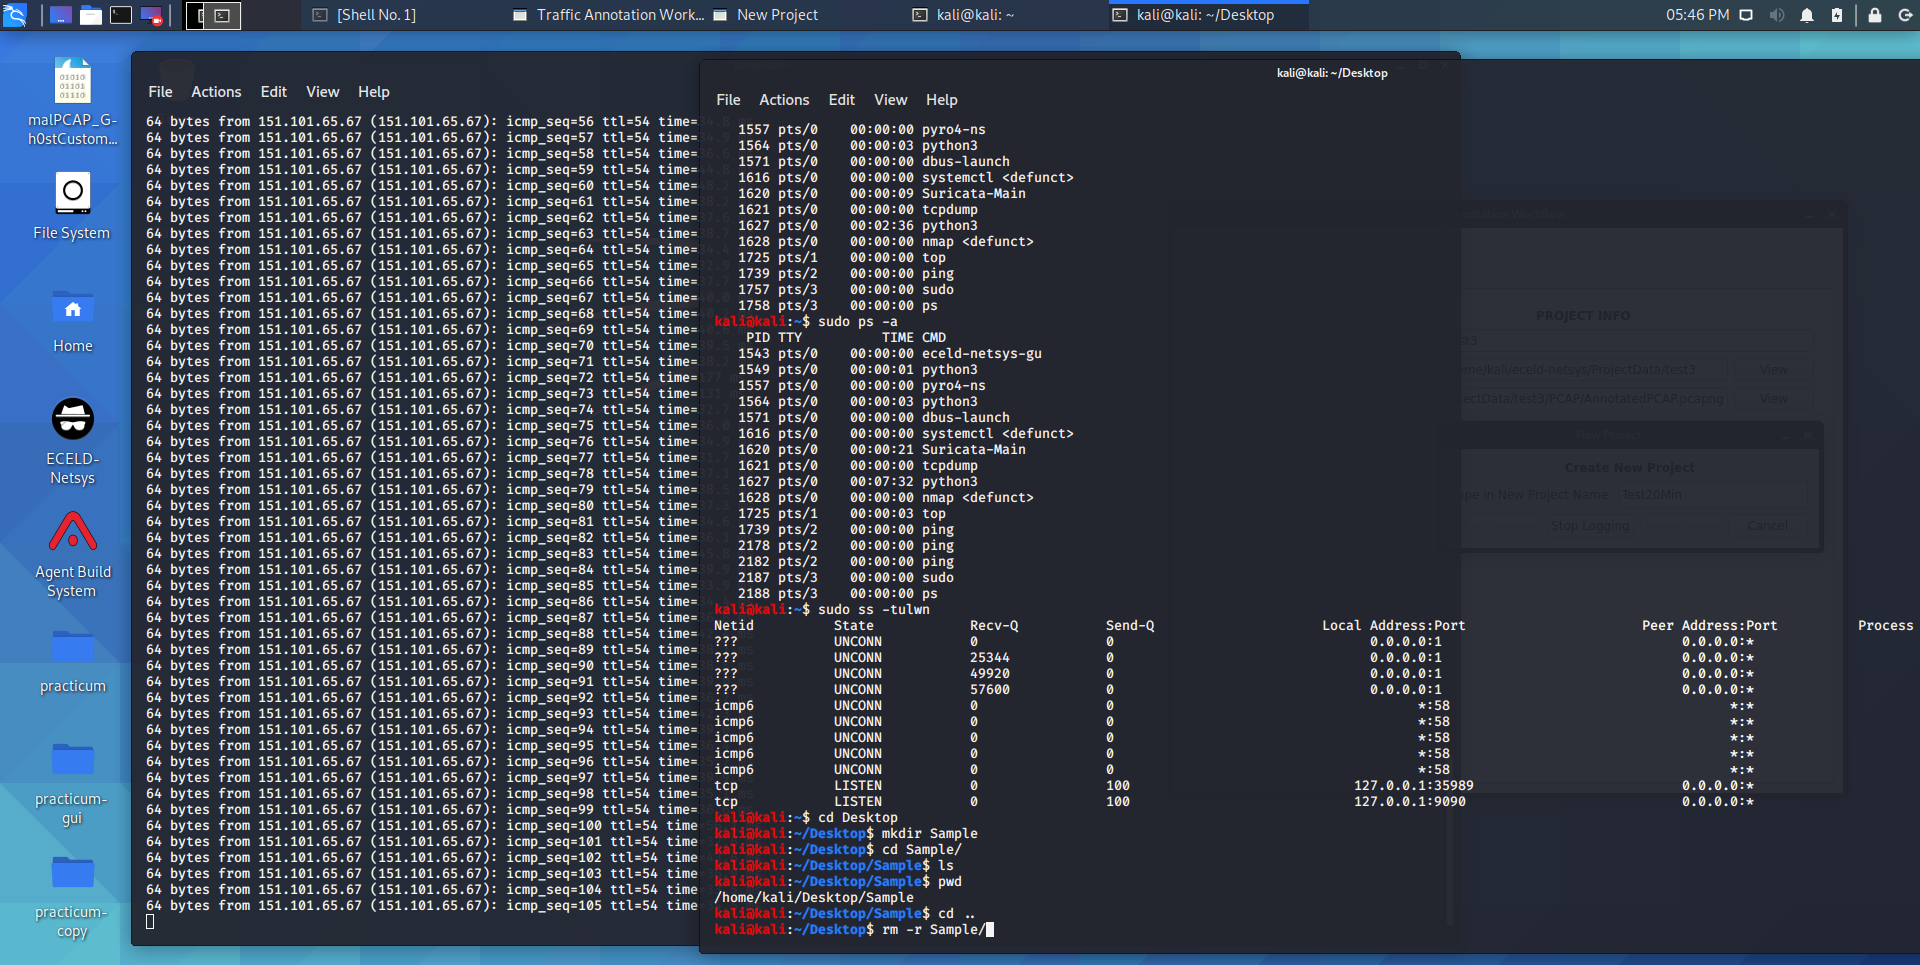 [Shell No. 1]
Traffic Annotation Work...
New Project
kali@kali: ~
kali@kali: ~/Desktop
05:46 PM
malPCAP_G-
h0stCustom...
File System
Home
ECELD-
Netsys
Agent Build
System
practicum
practicum-
gui
practicum-
copy
File Actions Edit View Help
64 bytes from 151.101.65.67 (151.101.65.67): icmp_seq=56 ttl=54 time=
64 bytes from 151.101.65.67 (151.101.65.67): icmp_seq=57 ttl=54 time=
64 bytes from 151.101.65.67 (151.101.65.67): icmp_seq=58 ttl=54 time=
64 bytes from 151.101.65.67 (151.101.65.67): icmp_seq=59 ttl=54 time=
64 bytes from 151.101.65.67 (151.101.65.67): icmp_seq=60 ttl=54 time=
64 bytes from 151.101.65.67 (151.101.65.67): icmp_seq=61 ttl=54 time=
64 bytes from 151.101.65.67 (151.101.65.67): icmp_seq=62 ttl=54 time=
64 bytes from 151.101.65.67 (151.101.65.67): icmp_seq=63 ttl=54 time=
64 bytes from 151.101.65.67 (151.101.65.67): icmp_seq=64 ttl=54 time=
64 bytes from 151.101.65.67 (151.101.65.67): icmp_seq=65 ttl=54 time=
64 bytes from 151.101.65.67 (151.101.65.67): icmp_seq=66 ttl=54 time=
64 bytes from 151.101.65.67 (151.101.65.67): icmp_seq=67 ttl=54 time=
64 bytes from 151.101.65.67 (151.101.65.67): icmp_seq=68 ttl=54 time=
64 bytes from 151.101.65.67 (151.101.65.67): icmp_seq=69 ttl=54 time=
64 bytes from 151.101.65.67 (151.101.65.67): icmp_seq=70 ttl=54 time=
64 bytes from 151.101.65.67 (151.101.65.67): icmp_seq=71 ttl=54 time=
64 bytes from 151.101.65.67 (151.101.65.67): icmp_seq=72 ttl=54 time=
64 bytes from 151.101.65.67 (151.101.65.67): icmp_seq=73 ttl=54 time=
64 bytes from 151.101.65.67 (151.101.65.67): icmp_seq=74 ttl=54 time=
64 bytes from 151.101.65.67 (151.101.65.67): icmp_seq=75 ttl=54 time=
64 bytes from 151.101.65.67 (151.101.65.67): icmp_seq=76 ttl=54 time=
64 bytes from 151.101.65.67 (151.101.65.67): icmp_seq=77 ttl=54 time=
64 bytes from 151.101.65.67 (151.101.65.67): icmp_seq=78 ttl=54 time=
64 bytes from 151.101.65.67 (151.101.65.67): icmp_seq=79 ttl=54 time=
64 bytes from 151.101.65.67 (151.101.65.67): icmp_seq=80 ttl=54 time=
64 bytes from 151.101.65.67 (151.101.65.67): icmp_seq=81 ttl=54 time=
64 bytes from 151.101.65.67 (151.101.65.67): icmp_seq=82 ttl=54 time=
64 bytes from 151.101.65.67 (151.101.65.67): icmp_seq=83 ttl=54 time=
64 bytes from 151.101.65.67 (151.101.65.67): icmp_seq=84 ttl=54 time=
64 bytes from 151.101.65.67 (151.101.65.67): icmp_seq=85 ttl=54 time=
64 bytes from 151.101.65.67 (151.101.65.67): icmp_seq=86 ttl=54 time=
64 bytes from 151.101.65.67 (151.101.65.67): icmp_seq=87 ttl=54 time=
64 bytes from 151.101.65.67 (151.101.65.67): icmp_seq=88 ttl=54 time=
64 bytes from 151.101.65.67 (151.101.65.67): icmp_seq=89 ttl=54 time=
64 bytes from 151.101.65.67 (151.101.65.67): icmp_seq=90 ttl=54 time=
64 bytes from 151.101.65.67 (151.101.65.67): icmp_seq=91 ttl=54 time=
64 bytes from 151.101.65.67 (151.101.65.67): icmp_seq=92 ttl=54 time=
64 bytes from 151.101.65.67 (151.101.65.67): icmp_seq=93 ttl=54 time=
64 bytes from 151.101.65.67 (151.101.65.67): icmp_seq=94 ttl=54 time=
64 bytes from 151.101.65.67 (151.101.65.67): icmp_seq=95 ttl=54 time=
64 bytes from 151.101.65.67 (151.101.65.67): icmp_seq=96 ttl=54 time=
64 bytes from 151.101.65.67 (151.101.65.67): icmp_seq=97 ttl=54 time=
64 bytes from 151.101.65.67 (151.101.65.67): icmp_seq=98 ttl=54 time=
64 bytes from 151.101.65.67 (151.101.65.67): icmp_seq=99 ttl=54 time=
64 bytes from 151.101.65.67 (151.101.65.67): icmp_seq=100 ttl=54 time
64 bytes from 151.101.65.67 (151.101.65.67): icmp_seq=101 ttl=54 time
64 bytes from 151.101.65.67 (151.101.65.67): icmp_seq=102 ttl=54 time
64 bytes from 151.101.65.67 (151.101.65.67): icmp_seq=103 ttl=54 time
64 bytes from 151.101.65.67 (151.101.65.67): icmp_seq=104 ttl=54 time
64 bytes from 151.101.65.67 (151.101.65.67): icmp_seq=105 ttl=54 time
kali@kali: ~/Desktop
File Actions Edit View Help
1557 pts/0 00:00:00 pyro4-ns
1564 pts/0 00:00:03 python3
1571 pts/0 00:00:00 dbus-launch
1616 pts/0 00:00:00 systemctl <defunct>
1620 pts/0 00:00:09 Suricata-Main
1621 pts/0 00:00:00 tcpdump
1627 pts/0 00:02:36 python3
1628 pts/0 00:00:00 nmap <defunct>
1725 pts/1 00:00:00 top
1739 pts/2 00:00:00 ping
1757 pts/3 00:00:00 sudo
1758 pts/3 00:00:00 ps
kali@kali:~$ sudo ps -a
PID TTY TIME CMD
1543 pts/0 00:00:00 eceld-netsys-gu
1549 pts/0 00:00:01 python3
1557 pts/0 00:00:00 pyro4-ns
1564 pts/0 00:00:03 python3
1571 pts/0 00:00:00 dbus-launch
1616 pts/0 00:00:00 systemctl <defunct>
1620 pts/0 00:00:21 Suricata-Main
1621 pts/0 00:00:00 tcpdump
1627 pts/0 00:07:32 python3
1628 pts/0 00:00:00 nmap <defunct>
1725 pts/1 00:00:03 top
1739 pts/2 00:00:00 ping
2178 pts/2 00:00:00 ping
2182 pts/2 00:00:00 ping
2187 pts/3 00:00:00 sudo
2188 pts/3 00:00:00 ps
kali@kali:~$ sudo ss -tulwn
Netid State Recv-Q Send-Q Local Address:Port Peer Address:Port Process
??? UNCONN 0 0 0.0.0.0:1 0.0.0.0:*
??? UNCONN 25344 0 0.0.0.0:1 0.0.0.0:*
??? UNCONN 49920 0 0.0.0.0:1 0.0.0.0:*
??? UNCONN 57600 0 0.0.0.0:1 0.0.0.0:*
icmp6 UNCONN 0 0 *:58 *:*
icmp6 UNCONN 0 0 *:58 *:*
icmp6 UNCONN 0 0 *:58 *:*
icmp6 UNCONN 0 0 *:58 *:*
icmp6 UNCONN 0 0 *:58 *:*
tcp LISTEN 0 100 127.0.0.1:35989 0.0.0.0:*
tcp LISTEN 0 100 127.0.0.1:9090 0.0.0.0:*
kali@kali:~$ cd Desktop
kali@kali:~/Desktop$ mkdir Sample
kali@kali:~/Desktop$ cd Sample/
kali@kali:~/Desktop/Sample$ ls
kali@kali:~/Desktop/Sample$ pwd
/home/kali/Desktop/Sample
kali@kali:~/Desktop/Sample$ cd ..
kali@kali:~/Desktop$ rm -r Sample/
PROJECT INFO
st3
me/kali/eceld-netsys/ProjectData/test3 View
jectData/test3/PCAP/AnnotatedPCAP.pcapng View
New Project
Create New Project
ype in New Project Name: Test20Min
Stop Logging Cancel